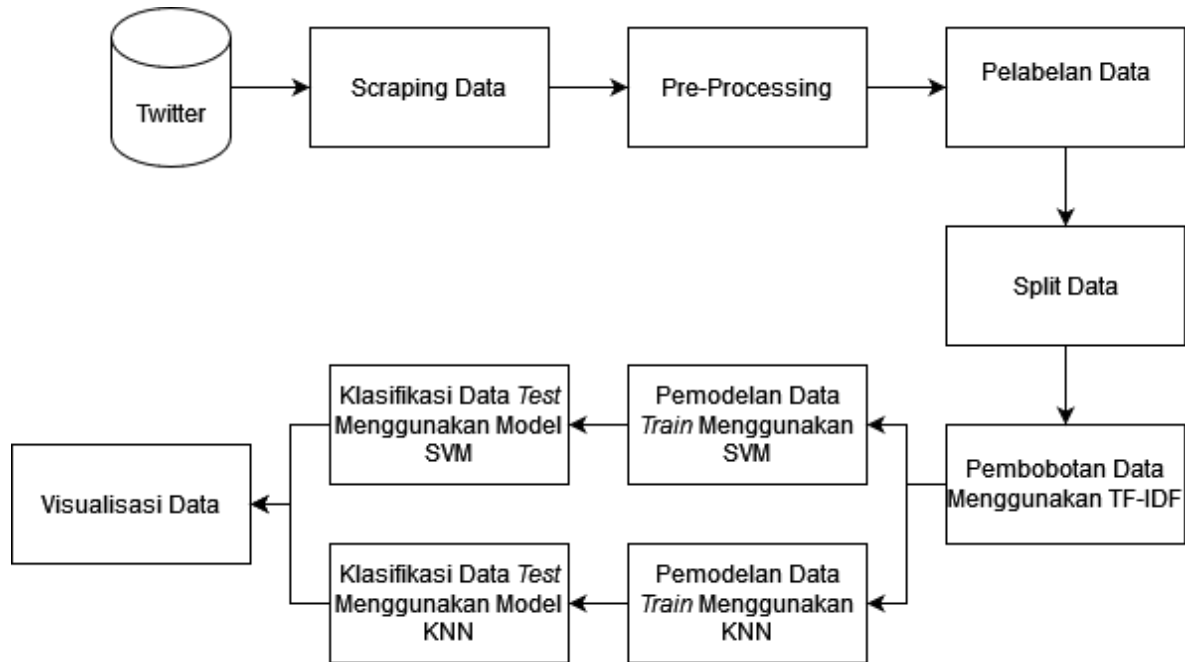 Twitter
Scraping Data
Pre-Processing
Pelabelan Data
Split Data
Pembobotan Data
Menggunakan TF-IDF
Pemodelan Data
Train Menggunakan
SVM
Klasifikasi Data Test
Menggunakan Model
SVM
Pemodelan Data
Train Menggunakan
KNN
Klasifikasi Data Test
Menggunakan Model
KNN
Visualisasi Data